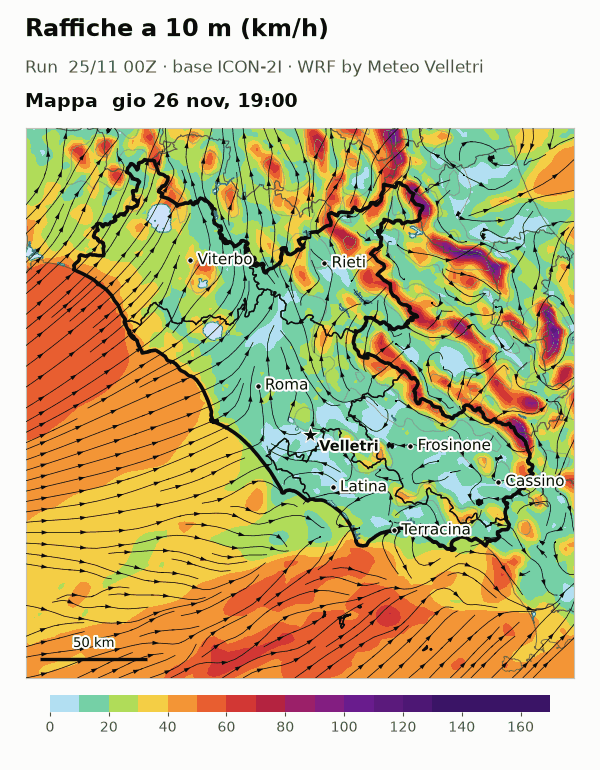 Raffiche a 10 m (km/h)
Run  25/11 00Z · base ICON-2I · WRF by Meteo Velletri
Mappa  gio 26 nov, 19:00
Viterbo
Rieti
Roma
Velletri
Frosinone
Cassino
Latina
Terracina
50 km
0 20 40 60 80 100 120 140 160